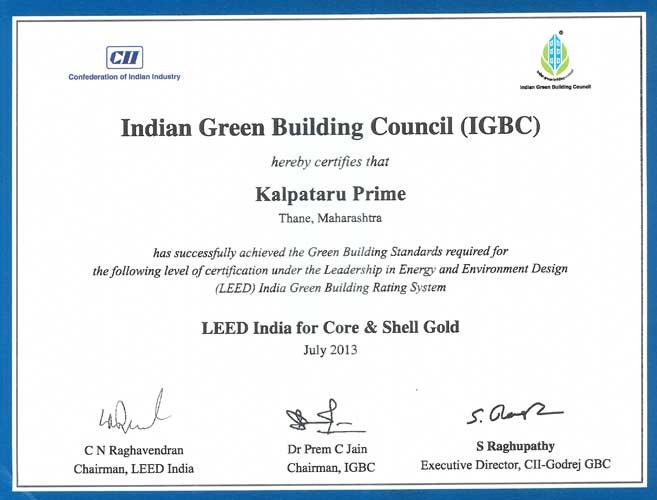 CII
Confederation of Indian Industry
Indian Green Building Council
Indian Green Building Council (IGBC)
hereby certifies that
Kalpataru Prime
Thane, Maharashtra
has successfully achieved the Green Building Standards required for
the following level of certification under the Leadership in Energy and Environment Design
(LEED) India Green Building Rating System
LEED India for Core & Shell Gold
July 2013
C N Raghavendran
Chairman, LEED India
Dr Prem C Jain
Chairman, IGBC
S Raghupathy
Executive Director, CII-Godrej GBC